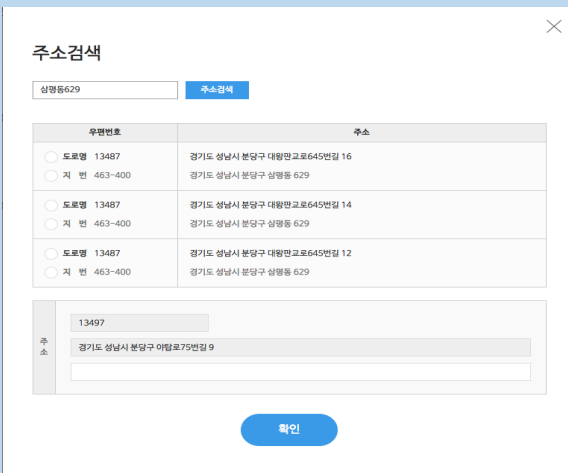 주소검색
삼평동629 주소검색
우편번호 주소
도로명 13487 경기도 성남시 분당구 대왕판교로645번길 16
지 번 463-400 경기도 성남시 분당구 삼평동 629
도로명 13487 경기도 성남시 분당구 대왕판교로645번길 14
지 번 463-400 경기도 성남시 분당구 삼평동 629
도로명 13487 경기도 성남시 분당구 대왕판교로645번길 12
지 번 463-400 경기도 성남시 분당구 삼평동 629
주소
13497
경기도 성남시 분당구 야탑로75번길 9
확인